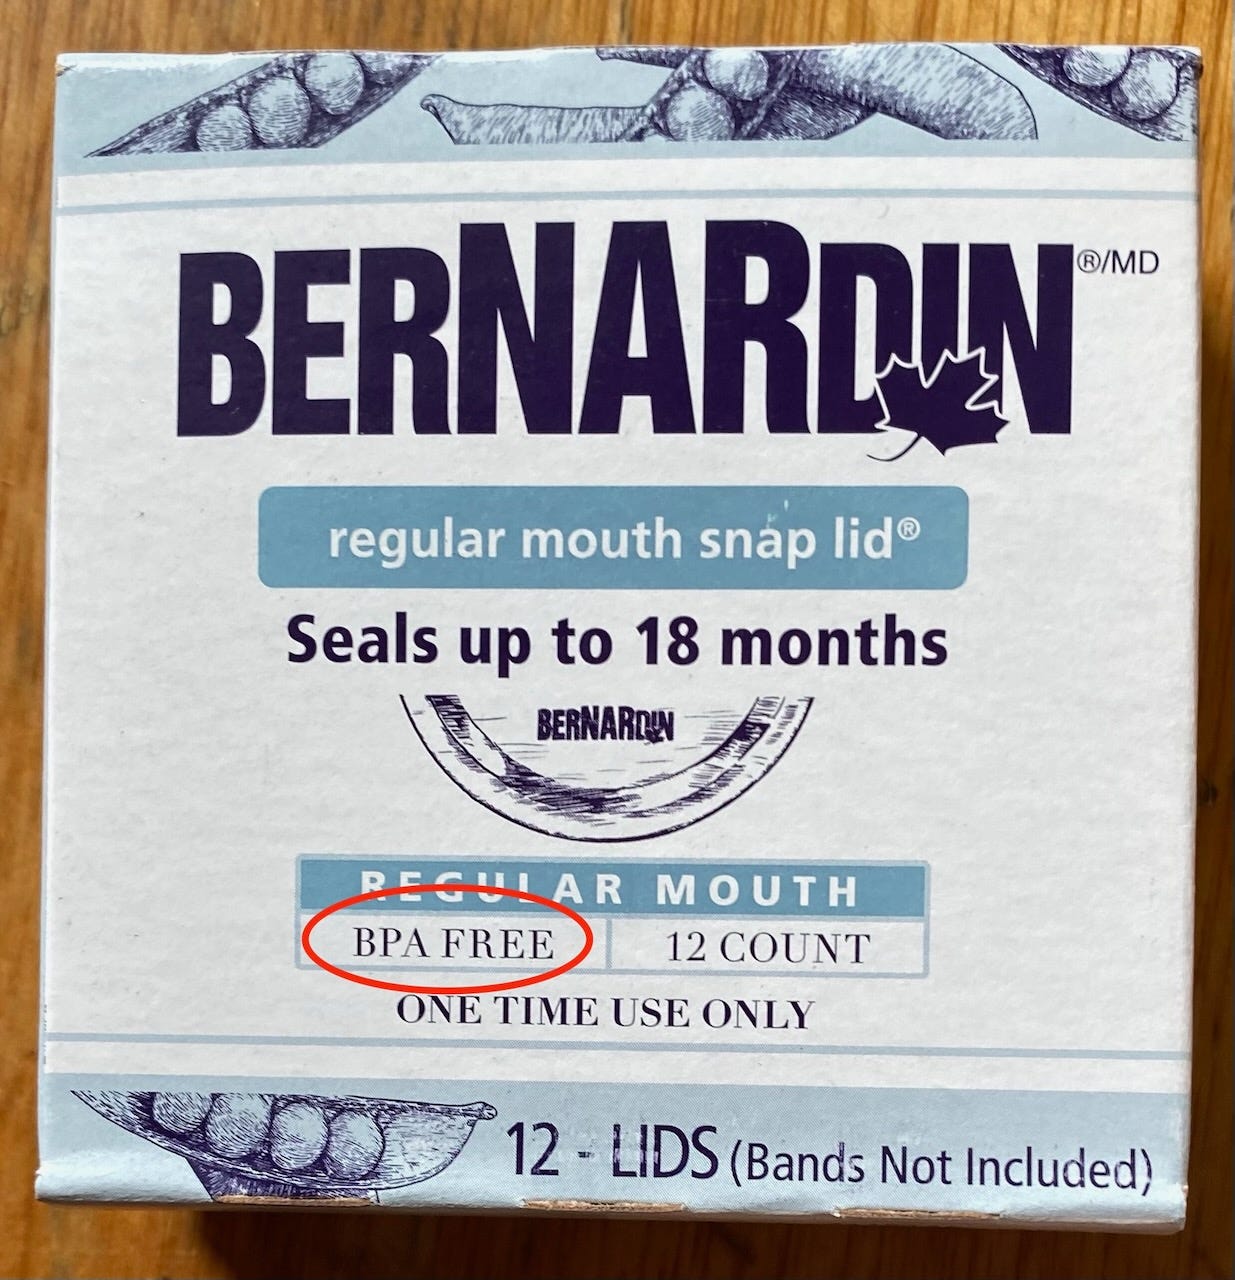 BERNARDIN®/MD
regular mouth snap lid®
Seals up to 18 months
BERNARDIN
REGULAR MOUTH
BPA FREE 12 COUNT
ONE TIME USE ONLY
12 - LIDS (Bands Not Included)